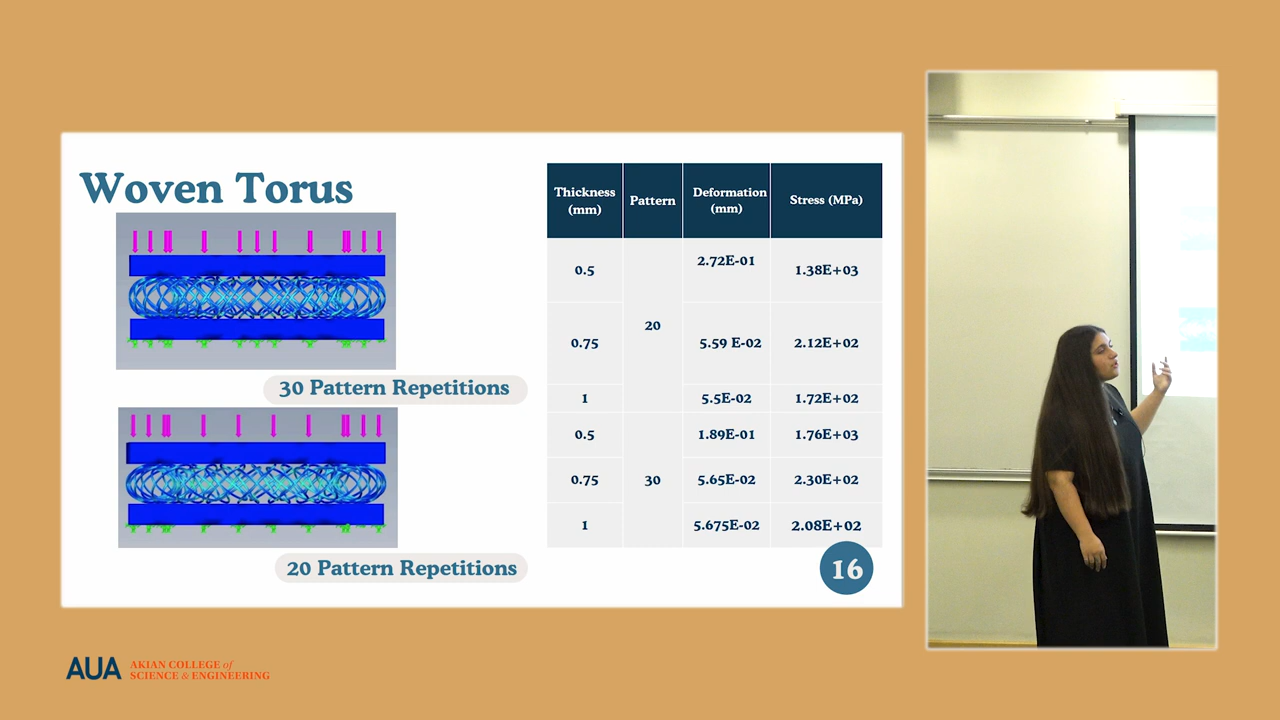 Woven Torus
30 Pattern Repetitions
20 Pattern Repetitions
Thickness (mm) Pattern Deformation (mm) Stress (MPa)
0.5 20 2.72E-01 1.38E+03
0.75 5.59 E-02 2.12E+02
1 5.5E-02 1.72E+02
0.5 30 1.89E-01 1.76E+03
0.75 5.65E-02 2.30E+02
1 5.675E-02 2.08E+02
16
AUA AKIAN COLLEGE of
SCIENCE & ENGINEERING